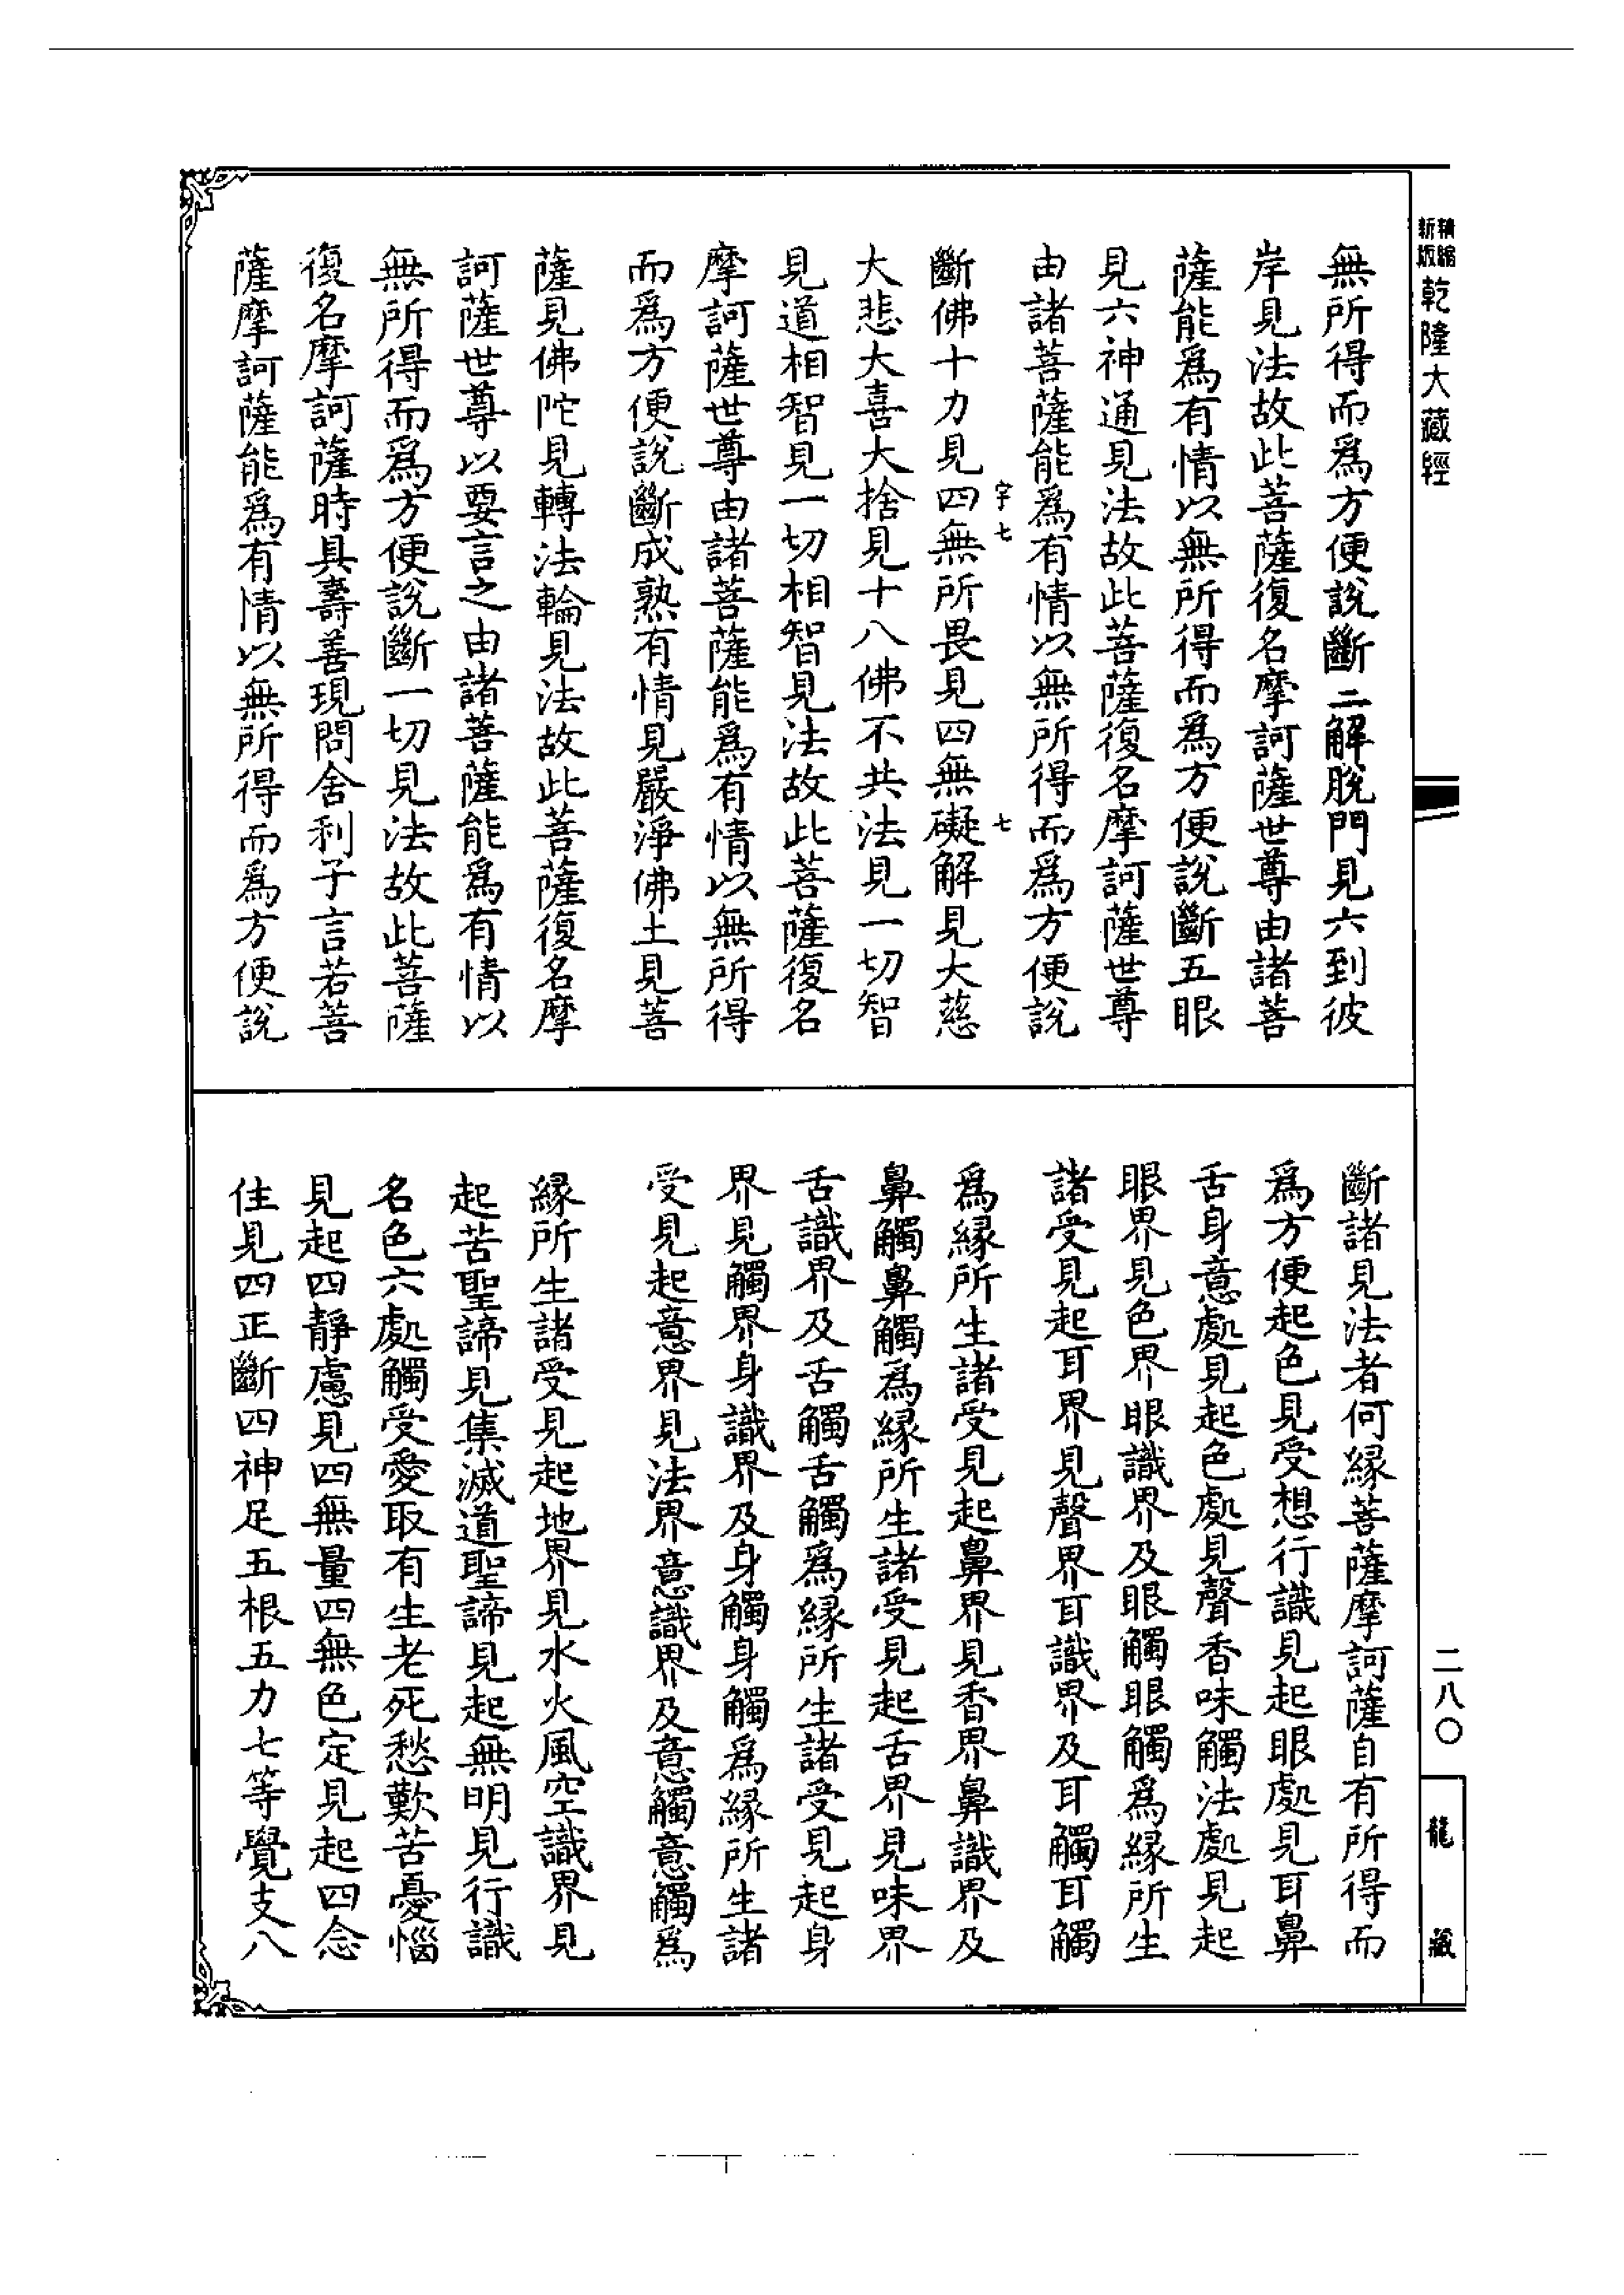 新版精縮乾隆大藏經
無所得而為方便說斷三解脫門見六到彼
岸見法故此菩薩復名摩訶薩世尊由諸菩
薩能為有情以無所得而為方便說斷五眼
見六神通見法故此菩薩復名摩訶薩世尊
由諸菩薩能為有情以無所得而為方便說
字七 七
斷佛十力見四無所畏見四無礙解見大慈
大悲大喜大捨見十八佛不共法見一切智
見道相智見一切相智見法故此菩薩復名
摩訶薩世尊由諸菩薩能為有情以無所得
而為方便說斷成熟有情見嚴淨佛土見菩
薩見佛陀見轉法輪見法故此菩薩復名摩
訶薩世尊以要言之由諸菩薩能為有情以
無所得而為方便說斷一切見法故此菩薩
復名摩訶薩時具壽善現問舍利子言若菩
薩摩訶薩能為有情以無所得而為方便說
斷諸見法者何緣菩薩摩訶薩自有所得而
為方便起色見受想行識見起眼處見耳鼻
舌身意處見起色處見聲香味觸法處見起
眼界見色界眼識界及眼觸眼觸為緣所生
諸受見起耳界見聲界耳識界及耳觸耳觸
為緣所生諸受見起鼻界見香界鼻識界及
鼻觸鼻觸為緣所生諸受見起舌界見味界
舌識界及舌觸舌觸為緣所生諸受見起身
界見觸界身識界及身觸身觸為緣所生諸
受見起意界見法界意識界及意觸意觸為
緣所生諸受見起地界見水火風空識界見
起苦聖諦見集滅道聖諦見起無明見行識
名色六處觸受愛取有生老死愁歎苦憂惱
見起四靜慮見四無量四無色定見起四念
住見四正斷四神足五根五力七等覺支八
二八〇
龍藏